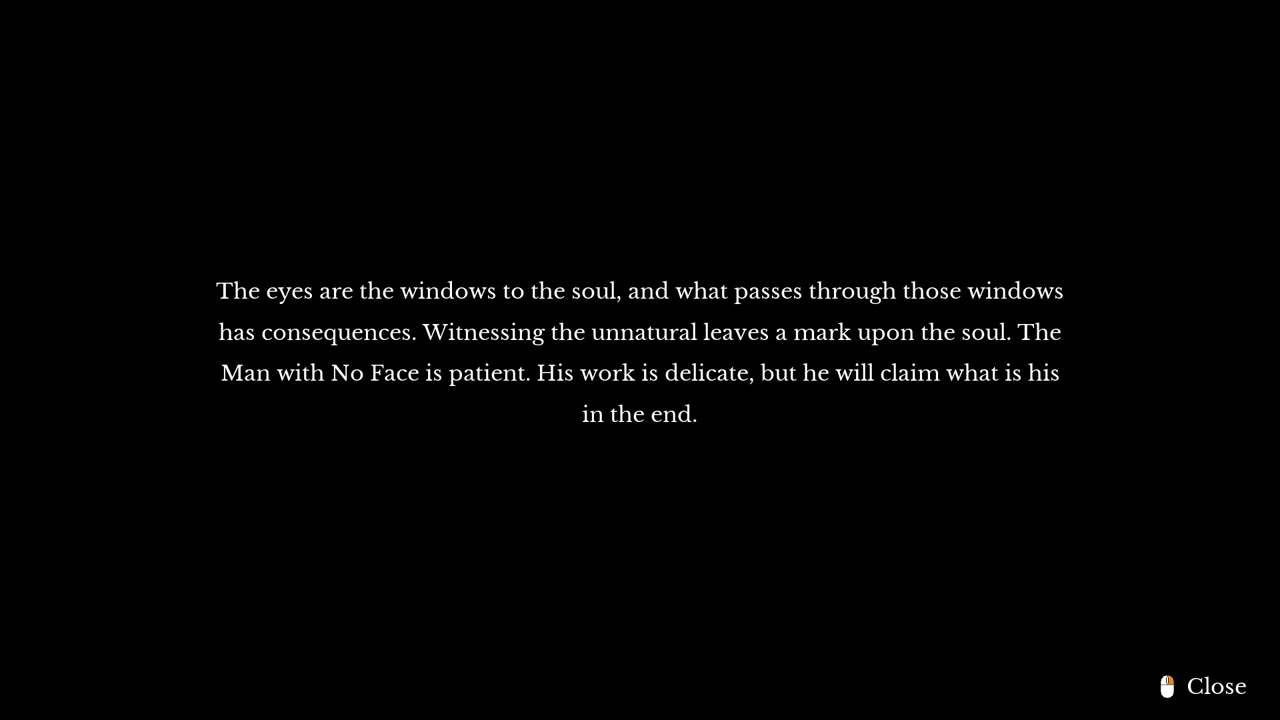 The eyes are the windows to the soul, and what passes through those windows
has consequences. Witnessing the unnatural leaves a mark upon the soul. The
Man with No Face is patient. His work is delicate, but he will claim what is his
in the end.
Close